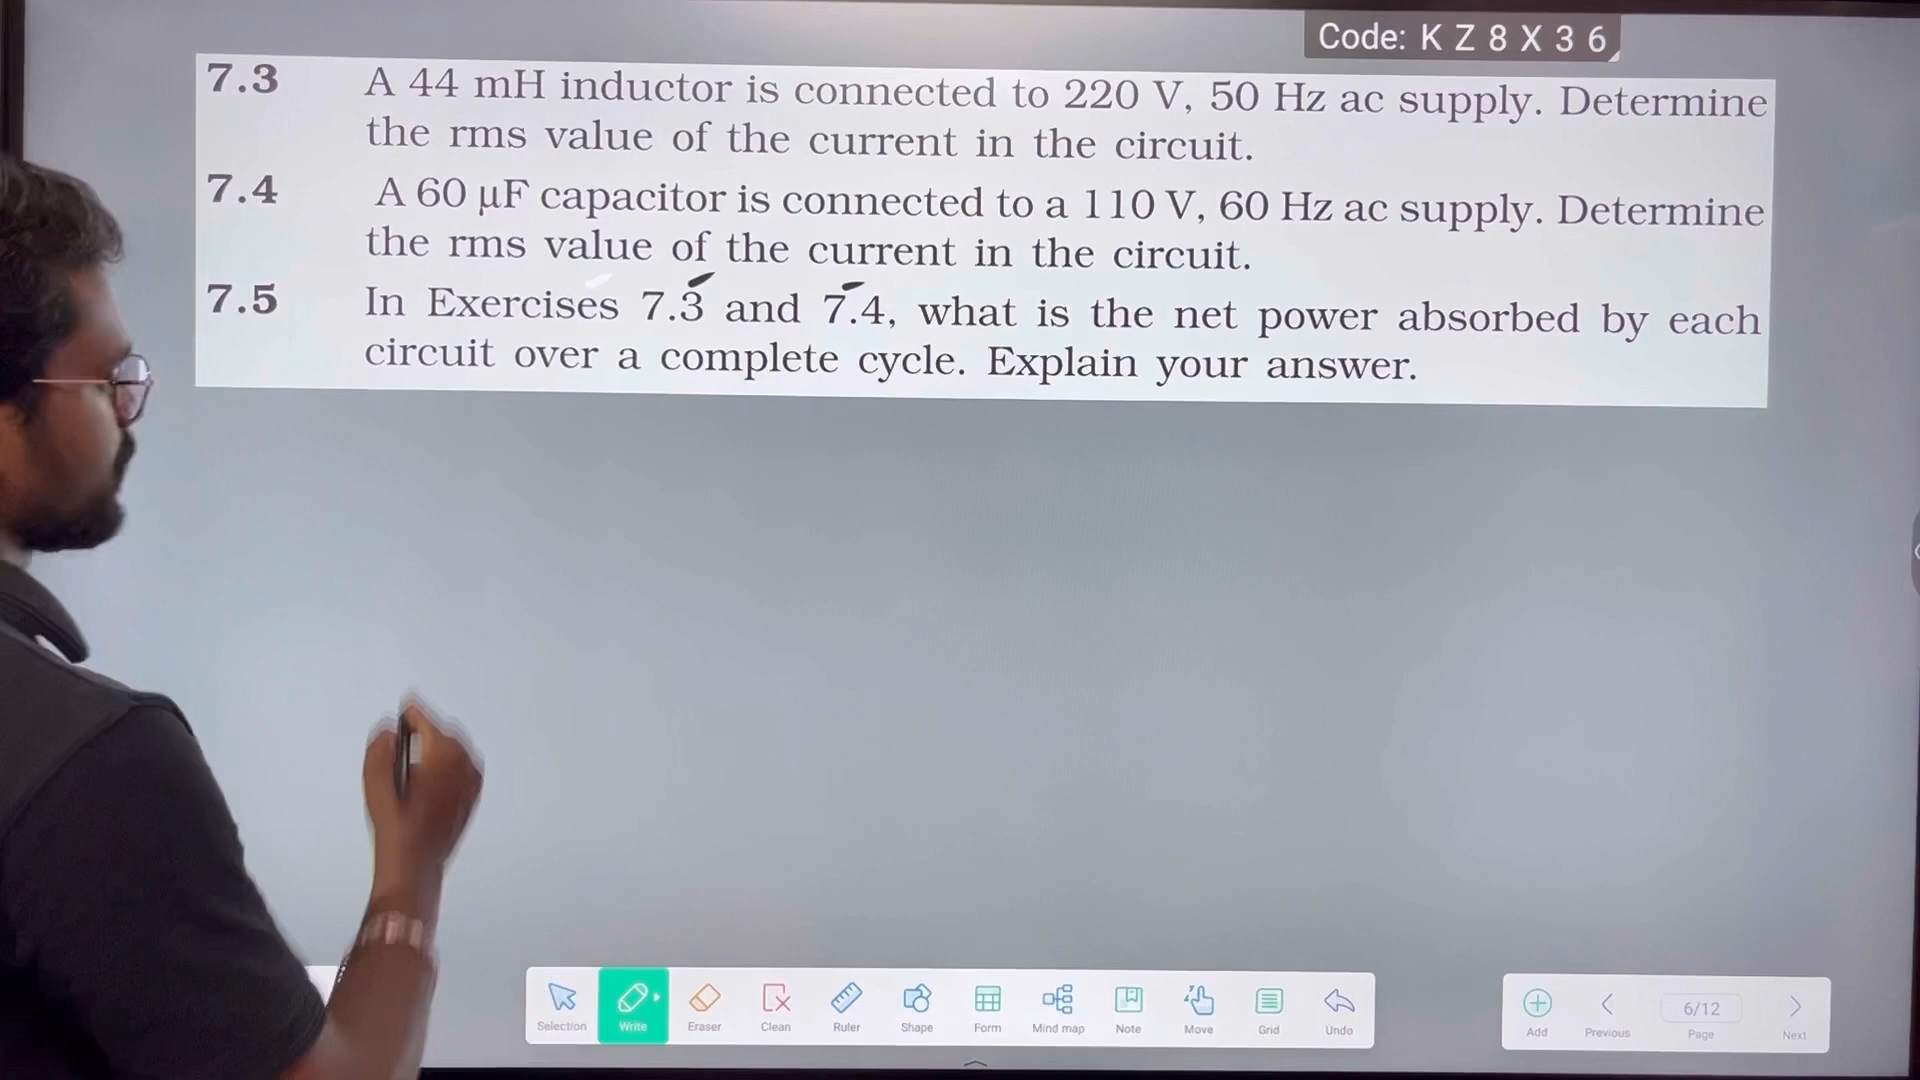 Code: K Z 8 X 3 6
7.3 A 44 mH inductor is connected to 220 V, 50 Hz ac supply. Determine
the rms value of the current in the circuit.
7.4 A 60 µF capacitor is connected to a 110 V, 60 Hz ac supply. Determine
the rms value of the current in the circuit.
7.5 In Exercises 7.3 and 7.4, what is the net power absorbed by each
circuit over a complete cycle. Explain your answer.
Selection Write Eraser Clean Ruler Shape Form Mind map Note Move Grid Undo
6/12
Add Previous Page Next